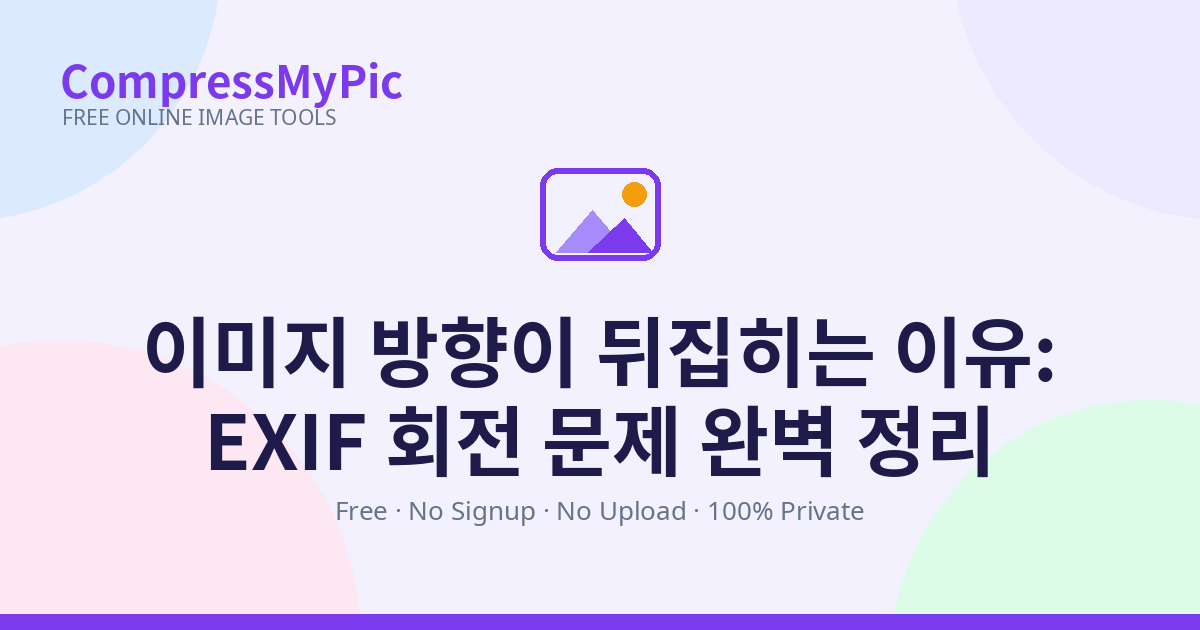 CompressMyPic
FREE ONLINE IMAGE TOOLS
이미지 방향이 뒤집히는 이유:
EXIF 회전 문제 완벽 정리
Free · No Signup · No Upload · 100% Private